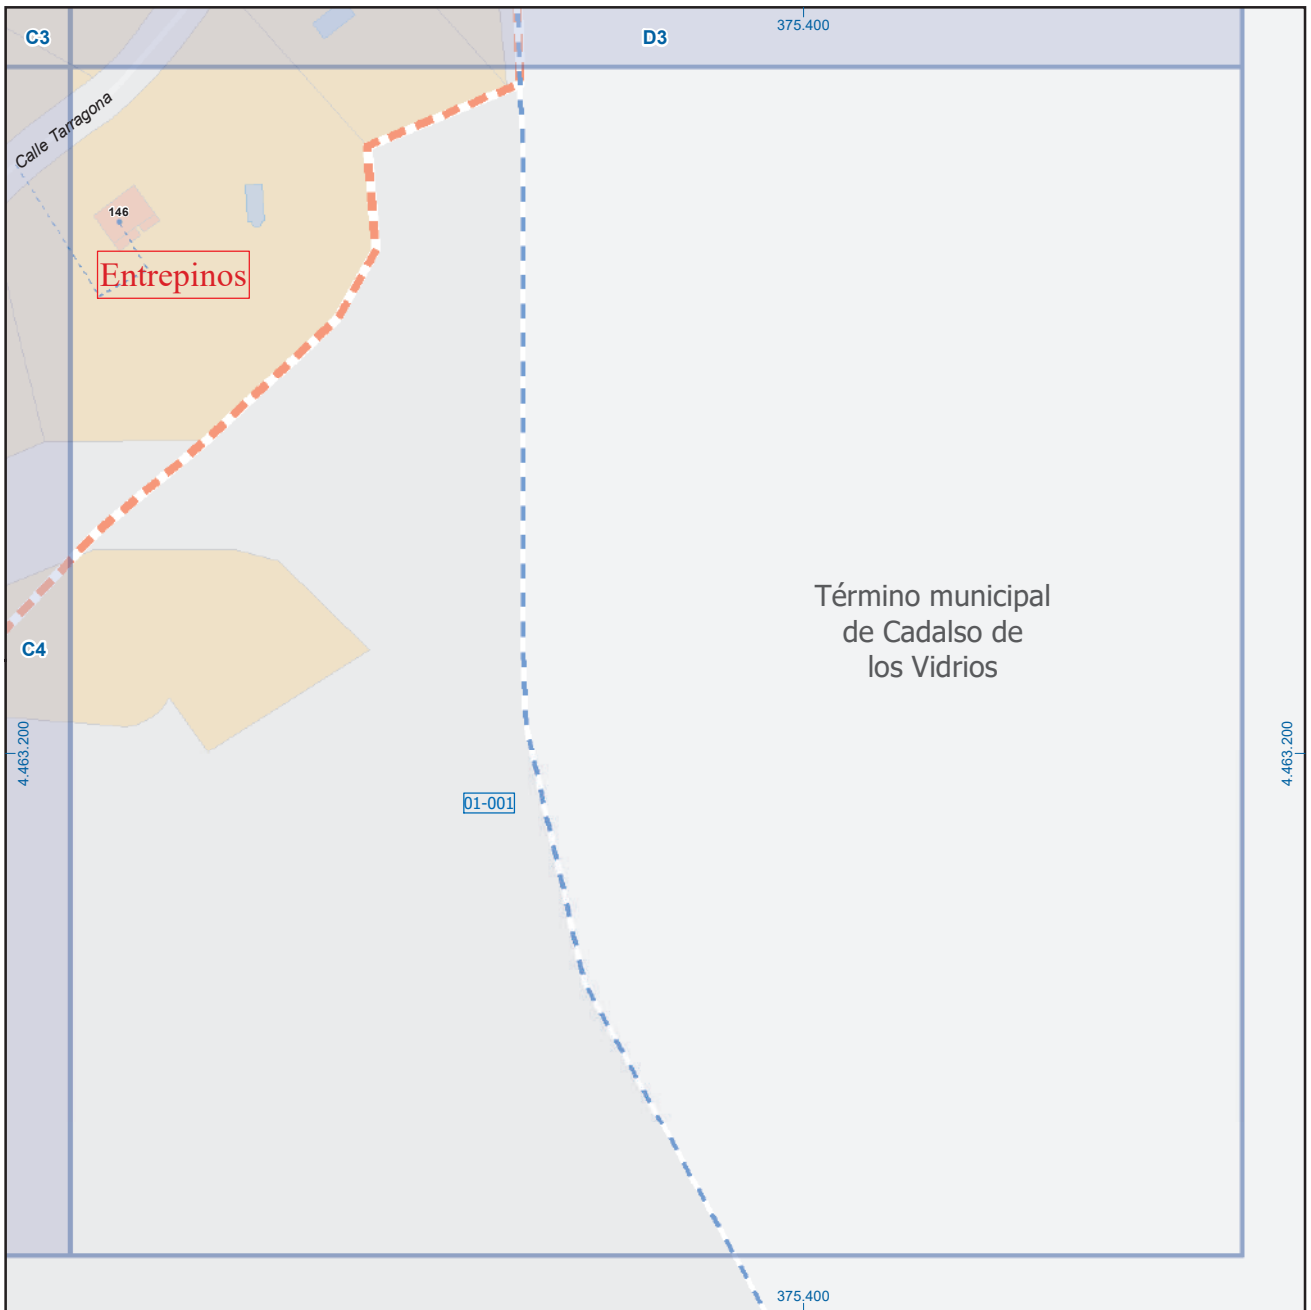 C3
D3
375.400
Calle Tarragona
146
Entrepinos
Término municipal
de Cadalso de
los Vidrios
C4
4.463.200
4.463.200
01-001
375.400